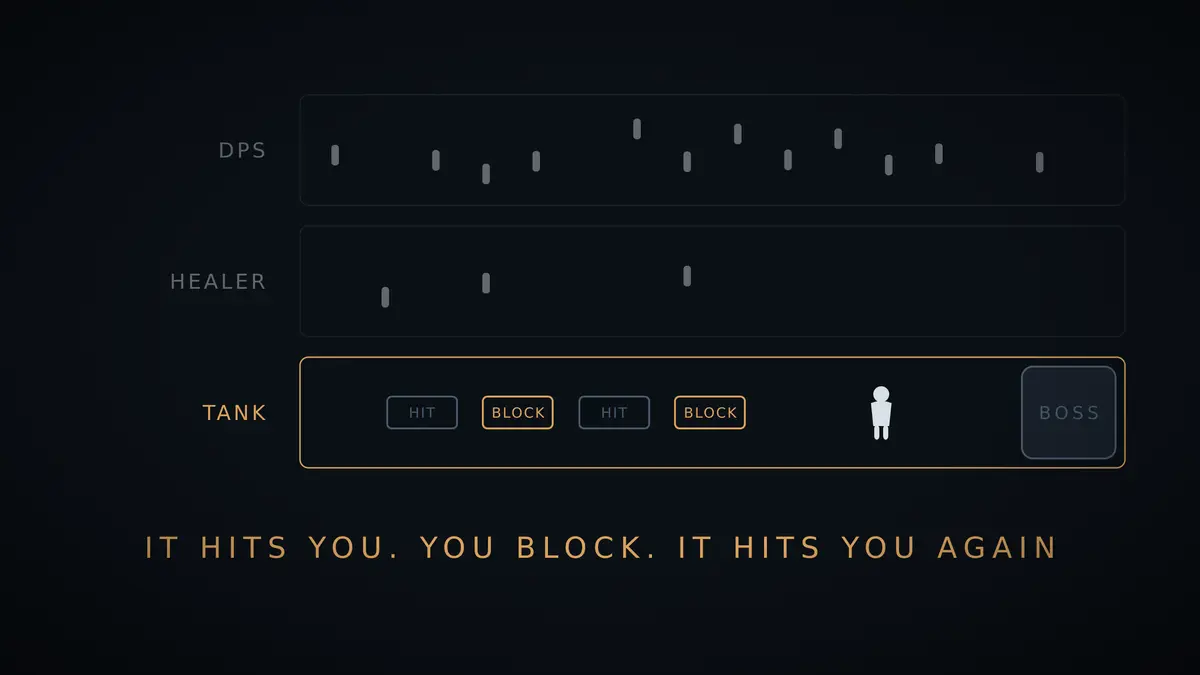 DPS
HEALER
TANK
HIT BLOCK HIT BLOCK BOSS
IT HITS YOU. YOU BLOCK. IT HITS YOU AGAIN